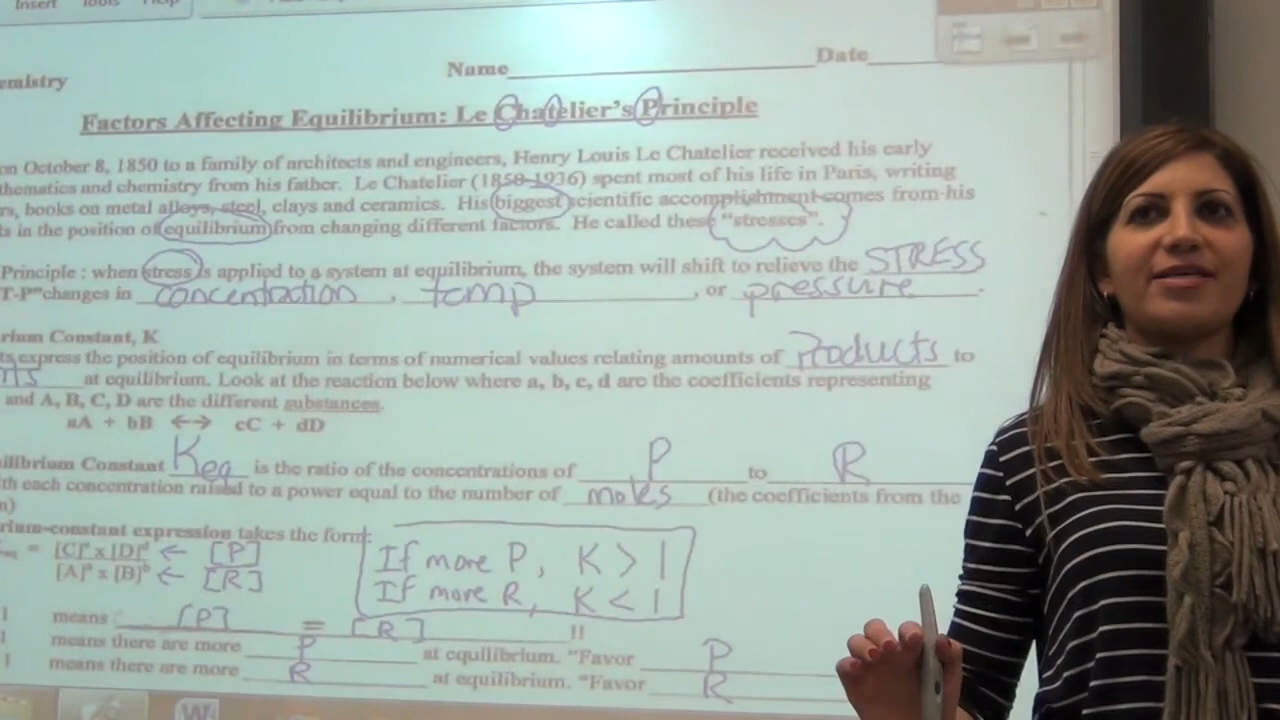 Insert Tools Help
emistry
Name Date
Factors Affecting Equilibrium: Le Chatelier's Principle
on October 8, 1850 to a family of architects and engineers, Henry Louis Le Chatelier received his early
thematics and chemistry from his father. Le Chatelier (1850-1936) spent most of his life in Paris, writing
rs, books on metal alloys, steel, clays and ceramics. His biggest scientific accomplishment comes from his
ts in the position of equilibrium from changing different factors. He called these "stresses".
Principle : when stress is applied to a system at equilibrium, the system will shift to relieve the STRESS
T-P" changes in concentraction , temp , or pressure .
rium Constant, K
ts express the position of equilibrium in terms of numerical values relating amounts of Products to
nts at equilibrium. Look at the reaction below where a, b, c, d are the coefficients representing
and A, B, C, D are the different substances.
aA + bB ↔ cC + dD
ilibrium Constant Keq is the ratio of the concentrations of P to R
ith each concentration raised to a power equal to the number of moles (the coefficients from the
n)
rium-constant expression takes the form:
eq = [C]ᶜ x [D]ᵈ ← [P]
[A]ᵃ x [B]ᵇ ← [R]
If more P, K > 1
If more R, K < 1
1 means [P] = [R] !!
1 means there are more P at equilibrium. "Favor P
1 means there are more R at equilibrium. "Favor R
W